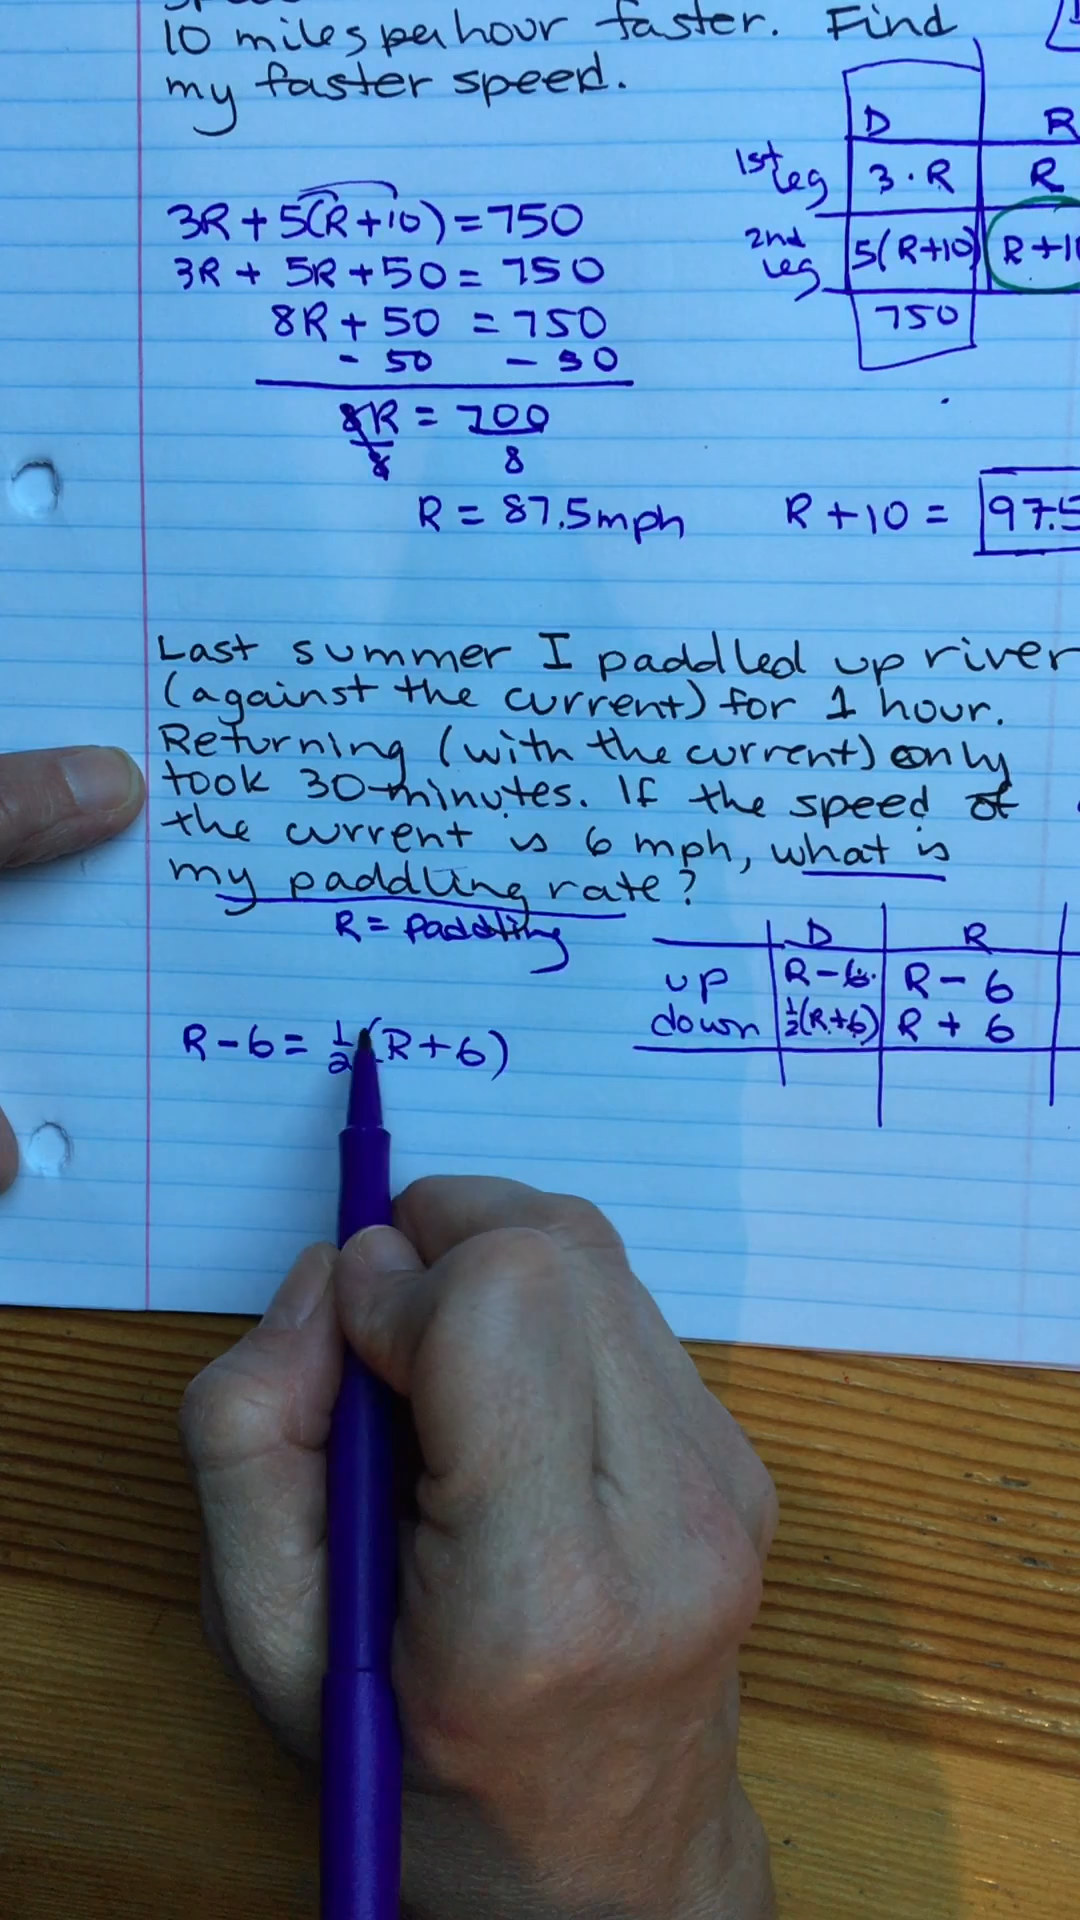 10 miles per hour faster. Find
my faster speed.
D R
1st leg 3·R R
2nd leg 5(R+10) R+10
750
3R+5(R+10)=750
3R+ 5R+50= 750
8R+ 50 =750
- 50 - 50
8R = 700
8 8
R = 87.5mph R+10= 97.5
Last summer I paddled up river
(against the current) for 1 hour.
Returning (with the current) only
took 30-minutes. If the speed of
the current is 6 mph, what is
my paddling rate?
R= Paddling
D R
up R-6 R-6
down ½(R+6) R+6
R-6= ½(R+6)